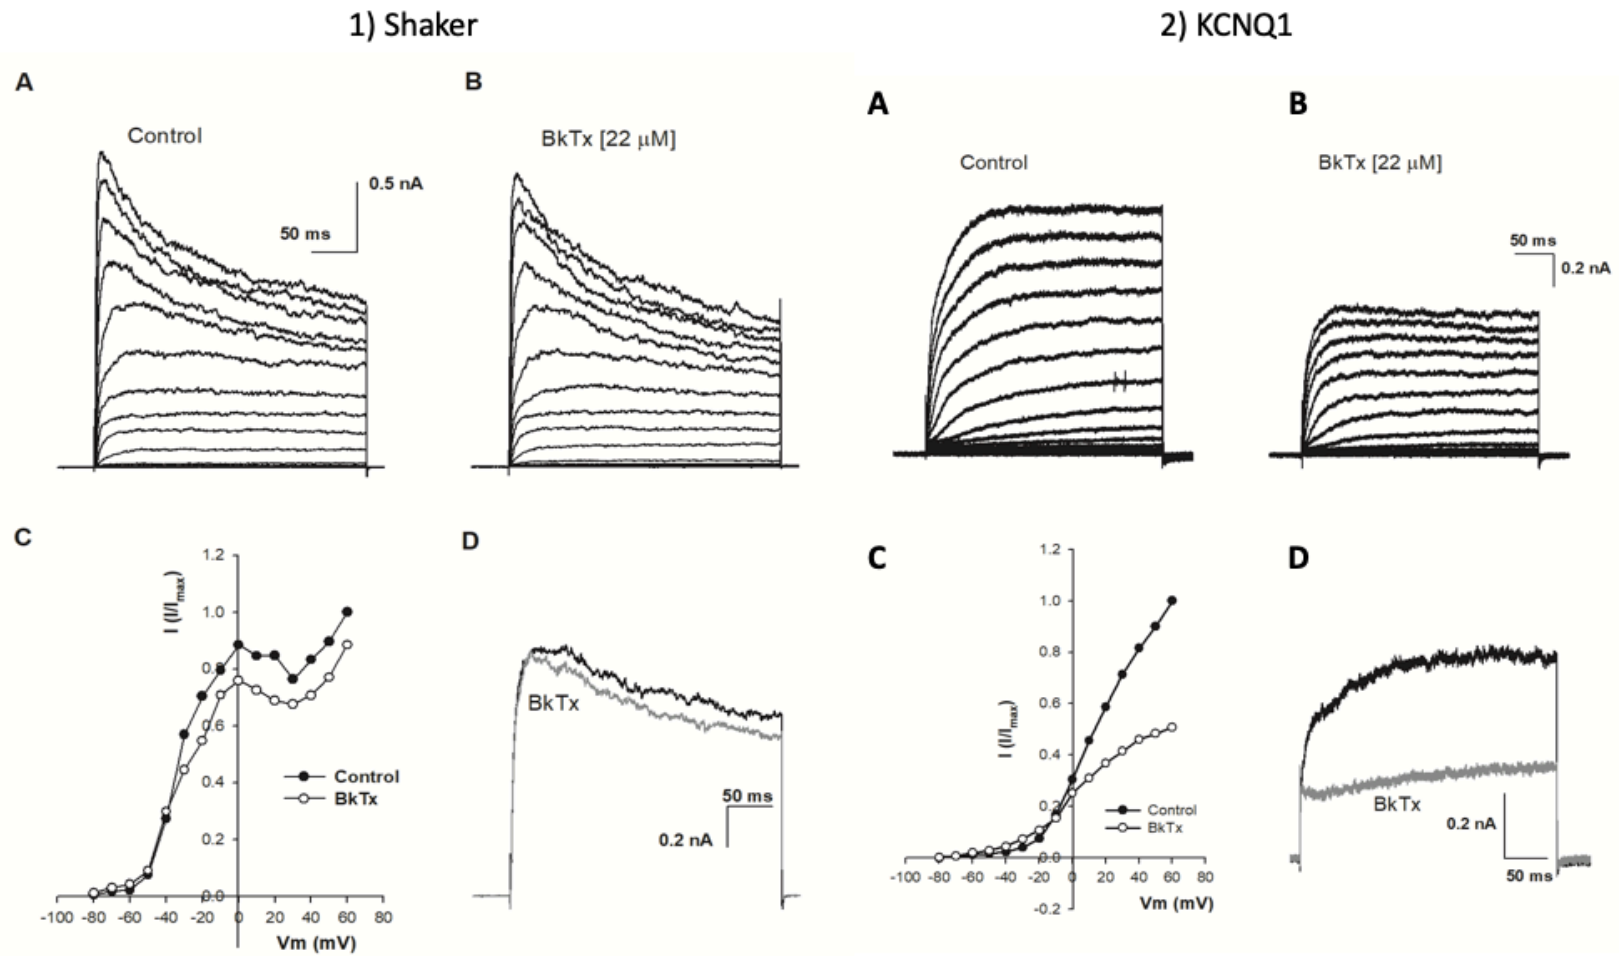 1) Shaker
2) KCNQ1
A
Control
0.5 nA
50 ms
B
BkTx [22 μM]
A
Control
B
BkTx [22 μM]
50 ms
0.2 nA
C
I (I/Imax)
1.2
1.0
0.8
0.6
0.4
0.2
0.0
-100 -80 -60 -40 -20 0 20 40 60 80
Vm (mV)
Control
BkTx
D
BkTx
50 ms
0.2 nA
C
I (I/Imax)
1.2
1.0
0.8
0.6
0.4
0.2
0.0
-0.2
-100 -80 -60 -40 -20 0 20 40 60 80
Vm (mV)
Control
BkTx
D
BkTx
0.2 nA
50 ms